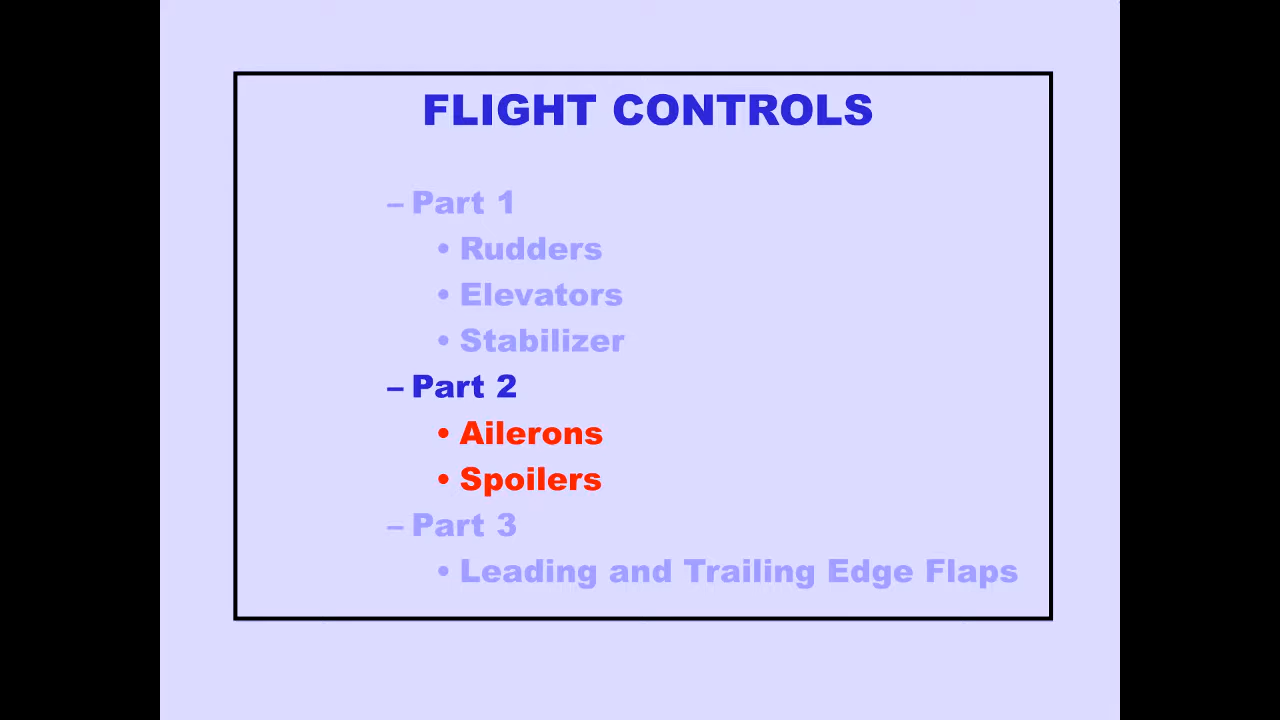 FLIGHT CONTROLS
– Part 1
• Rudders
• Elevators
• Stabilizer
– Part 2
• Ailerons
• Spoilers
– Part 3
• Leading and Trailing Edge Flaps